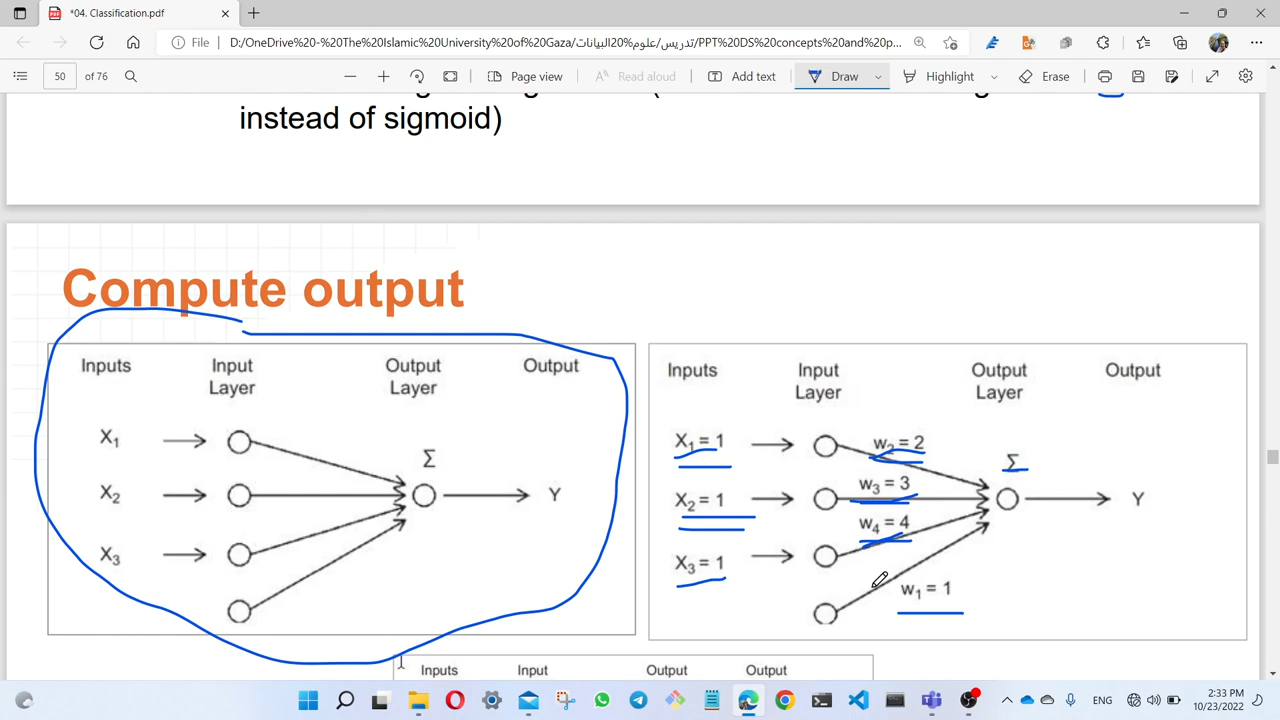 *04. Classification.pdf
File
D:/OneDrive%20-%20The%20Islamic%20University%20of%20Gaza/تدريس/علوم%20البيانات/PPT%20DS%20concepts%20and%20p...
50 of 76
Page view
Read aloud
Add text
Draw
Highlight
Erase
instead of sigmoid)
Compute output
Inputs Input Layer Output Layer Output
X₁
Σ
X₂ Y
X₃
Inputs Input Layer Output Layer Output
X₁ = 1 w₂ = 2
Σ
X₂ = 1 w₃ = 3 Y
w₄ = 4
X₃ = 1
w₁ = 1
Inputs Input Output Output
ENG
2:33 PM
10/23/2022